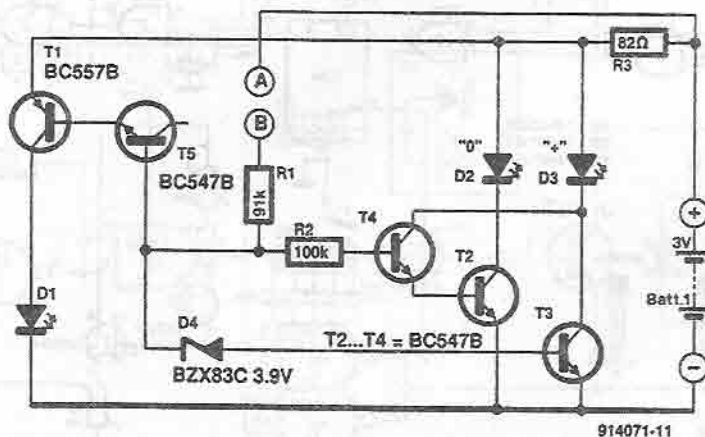 T1
BC557B
A
B
82Ω
R3
T5
BC547B
R1
91k
"0"
D2
"+"
D3
R2
100k
T4
T2
T3
+
3V
Batt.1
−
D1
D4
BZX83C 3.9V
T2...T4 = BC547B
914071-11